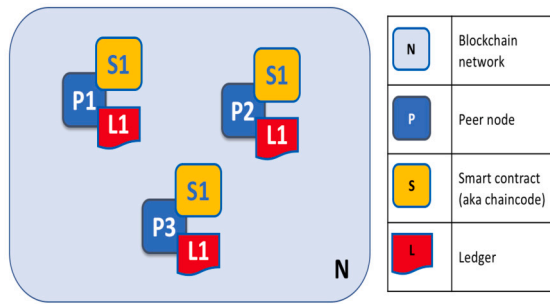 S1
P1
L1
S1
P2
L1
S1
P3
L1
N
N
Blockchain
network
P
Peer node
S
Smart contract
(aka chaincode)
L
Ledger